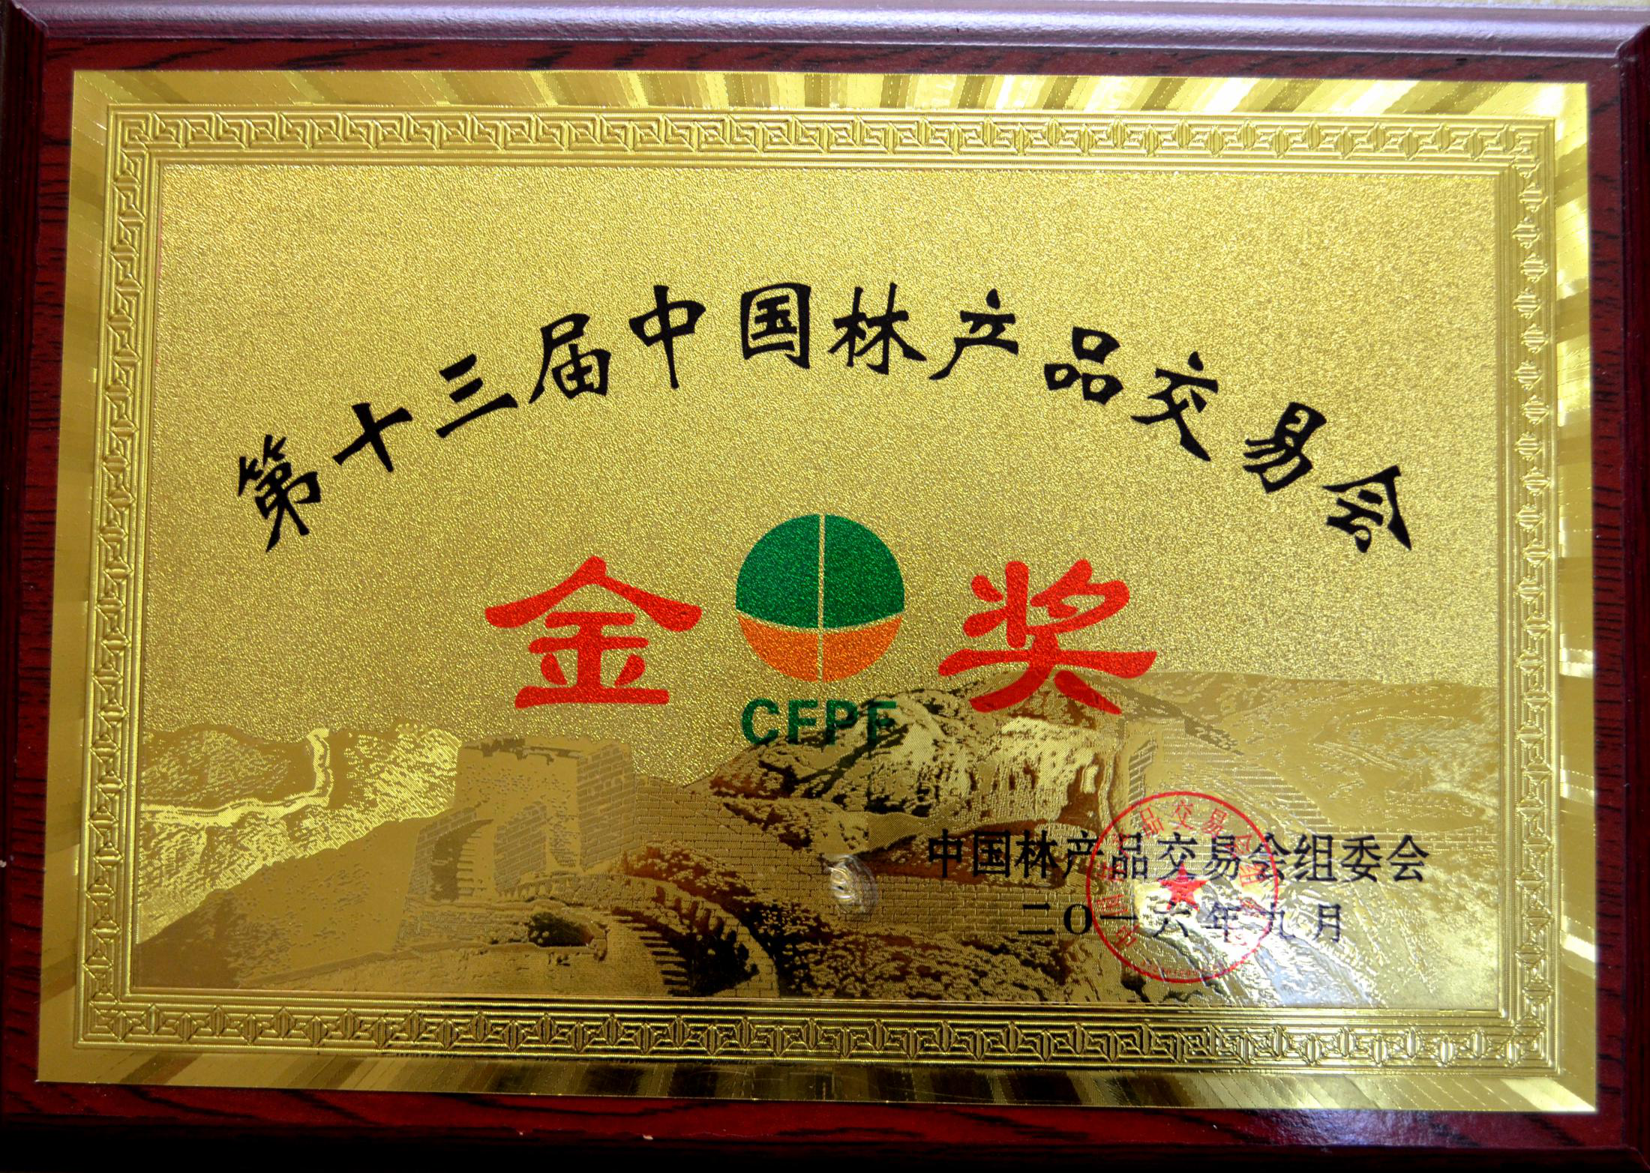 第十三届中国林产品交易会
金奖
CFPF
中国林产品交易会组委会
二〇一六年九月